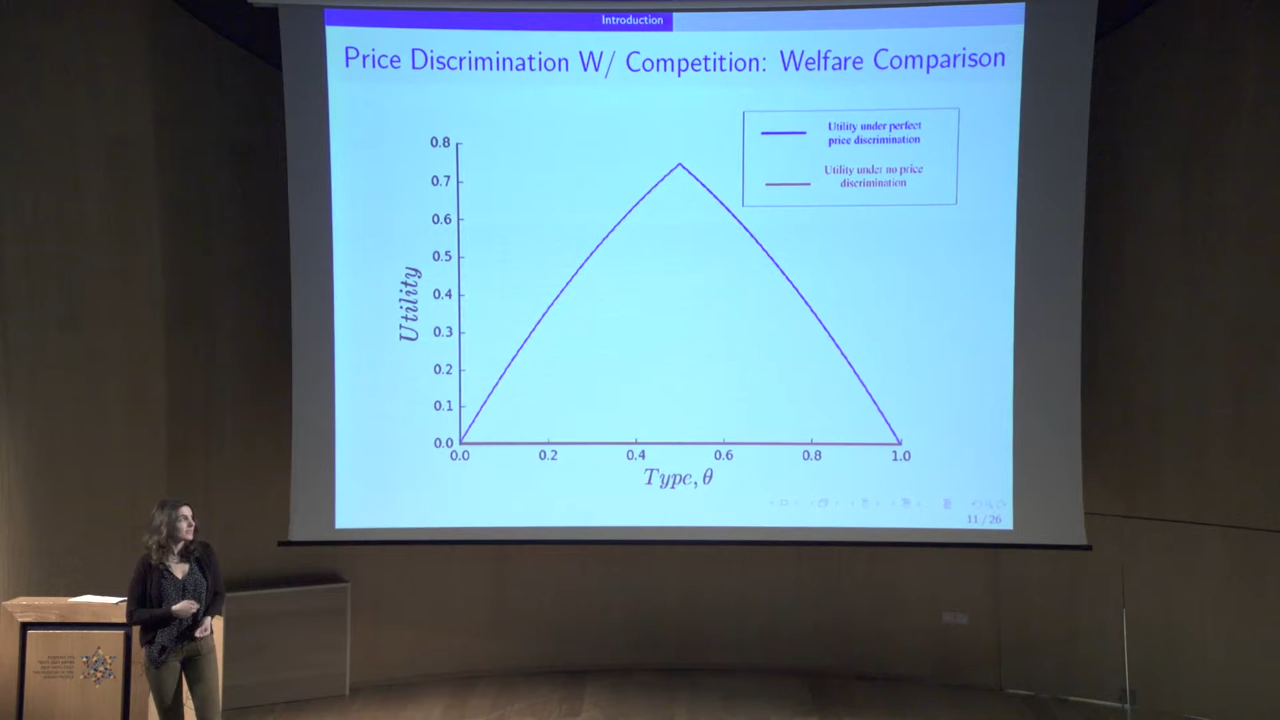 Introduction
Price Discrimination W/ Competition: Welfare Comparison
Utility under perfect
price discrimination
Utility under no price
discrimination
0.8
0.7
0.6
0.5
0.4
0.3
0.2
0.1
0.0
Utility
0.0 0.2 0.4 0.6 0.8 1.0
Type, θ
11 / 26